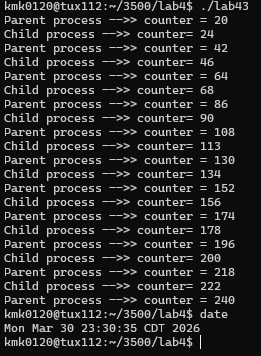 kmk0120@tux112:~/3500/lab4$ ./lab43
Parent process -->> counter = 20
Child process -->> counter= 24
Parent process -->> counter = 42
Child process -->> counter= 46
Parent process -->> counter = 64
Child process -->> counter= 68
Parent process -->> counter = 86
Child process -->> counter= 90
Parent process -->> counter = 108
Child process -->> counter= 113
Parent process -->> counter = 130
Child process -->> counter= 134
Parent process -->> counter = 152
Child process -->> counter= 156
Parent process -->> counter = 174
Child process -->> counter= 178
Parent process -->> counter = 196
Child process -->> counter= 200
Parent process -->> counter = 218
Child process -->> counter= 222
Parent process -->> counter = 240
kmk0120@tux112:~/3500/lab4$ date
Mon Mar 30 23:30:35 CDT 2026
kmk0120@tux112:~/3500/lab4$